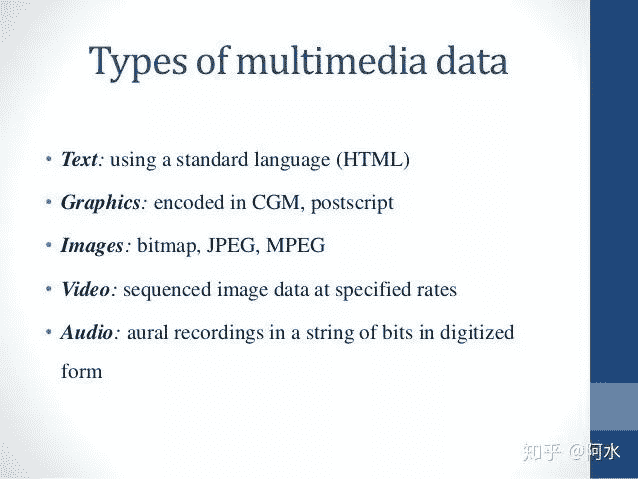 Types of multimedia data
• Text: using a standard language (HTML)
• Graphics: encoded in CGM, postscript
• Images: bitmap, JPEG, MPEG
• Video: sequenced image data at specified rates
• Audio: aural recordings in a string of bits in digitized
form
知乎 @阿水